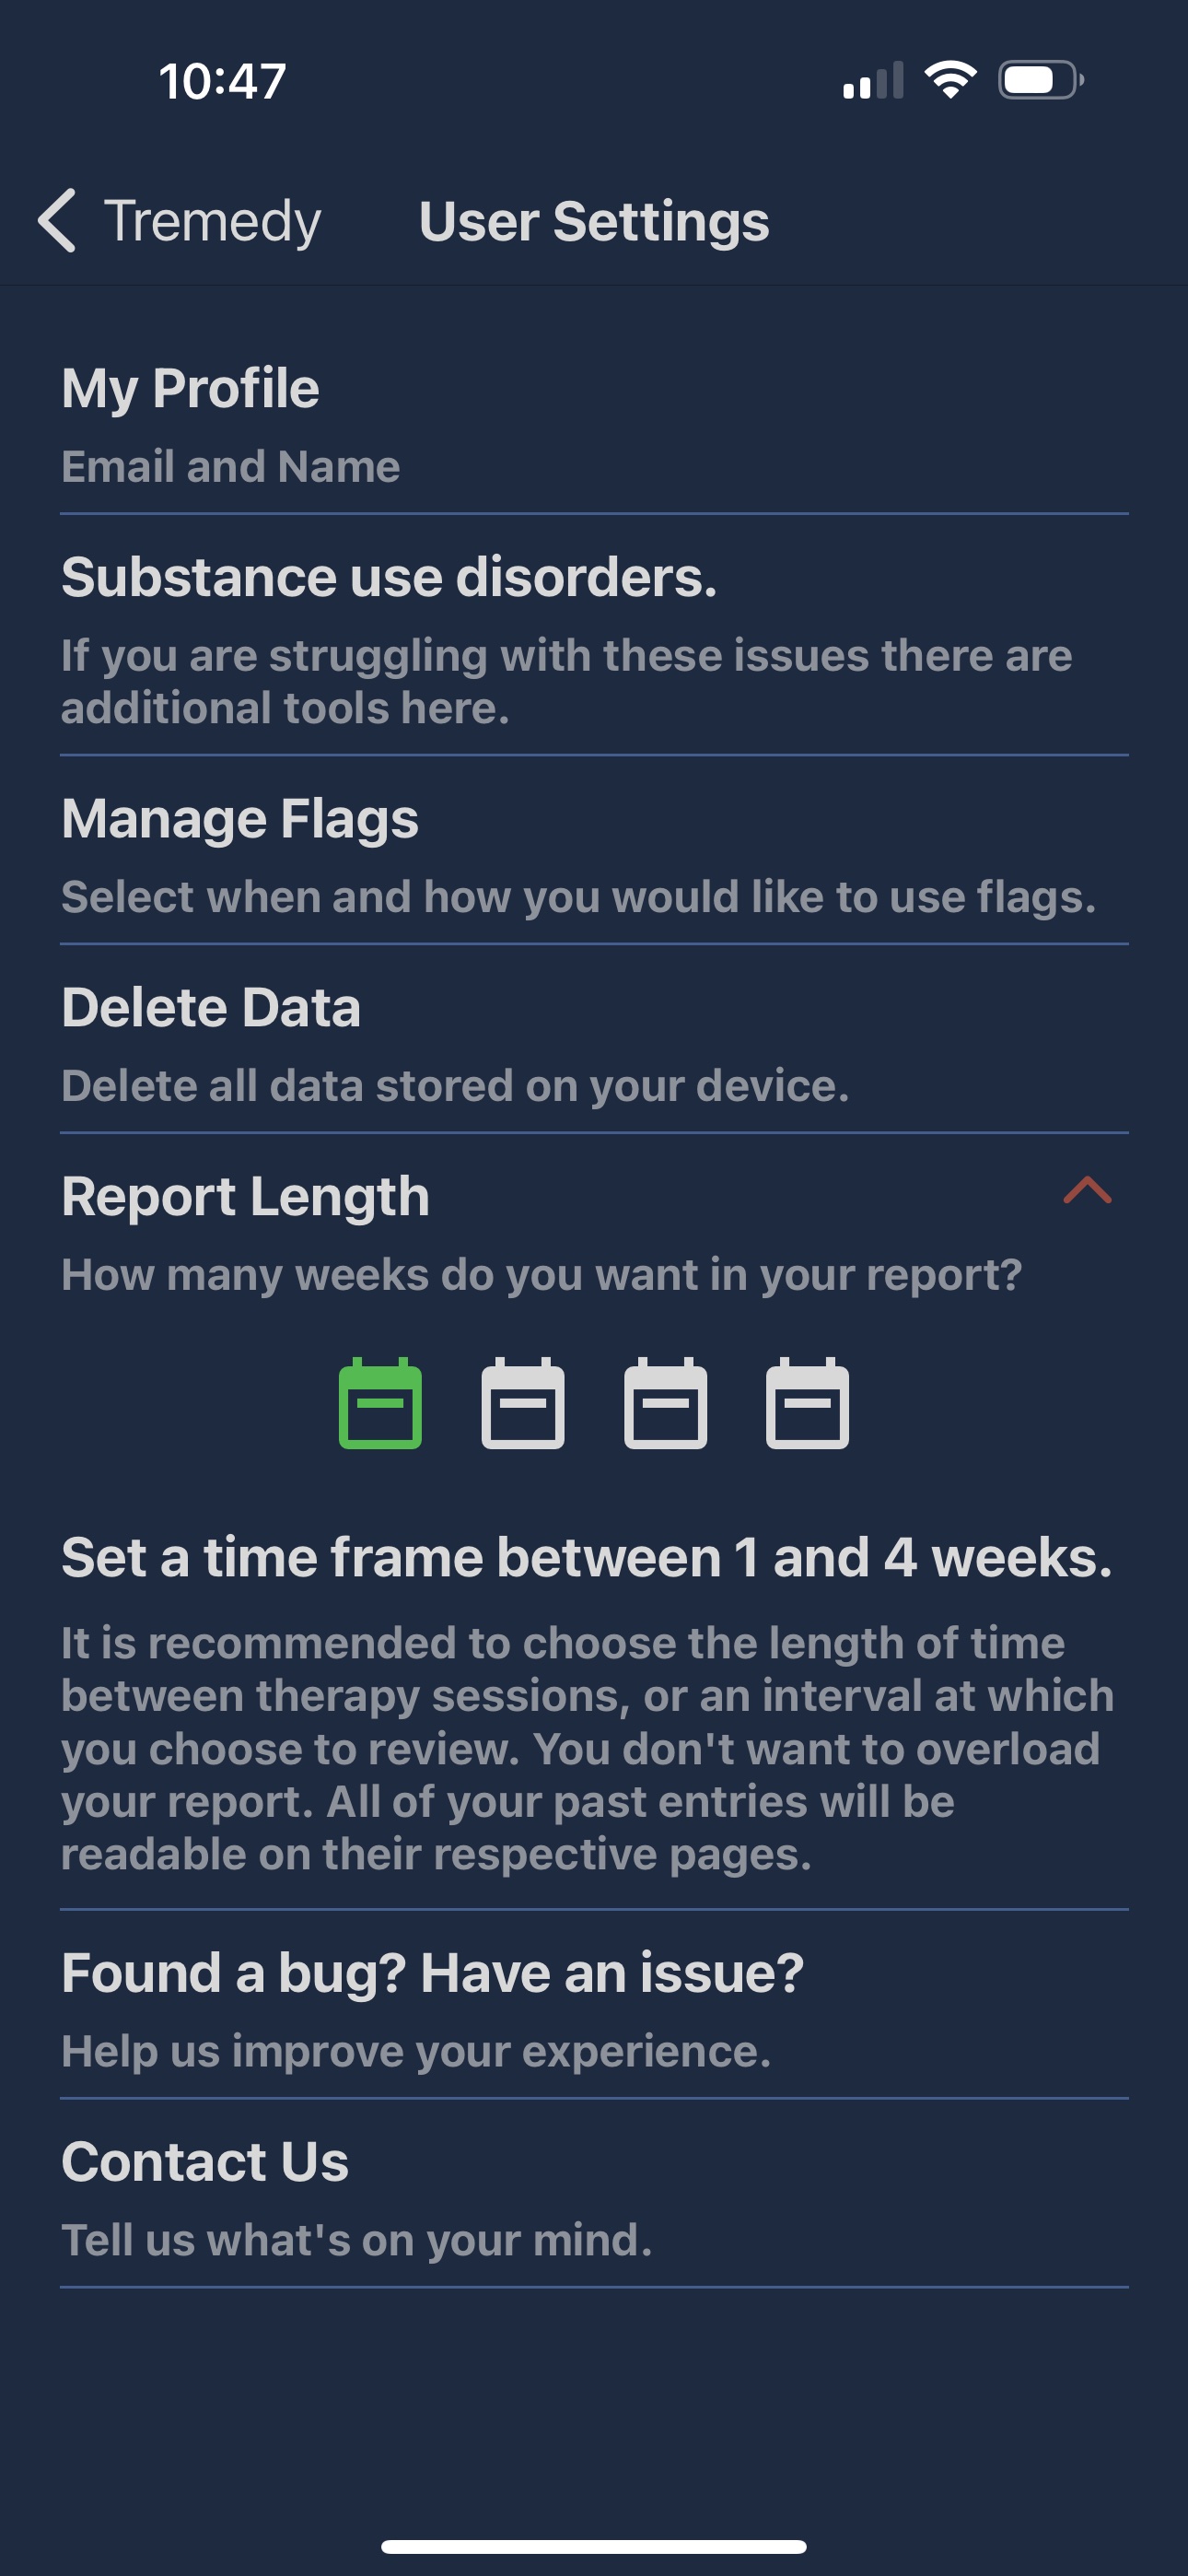 10:47
Tremedy
User Settings
My Profile
Email and Name
Substance use disorders.
If you are struggling with these issues there are
additional tools here.
Manage Flags
Select when and how you would like to use flags.
Delete Data
Delete all data stored on your device.
Report Length
How many weeks do you want in your report?
Set a time frame between 1 and 4 weeks.
It is recommended to choose the length of time
between therapy sessions, or an interval at which
you choose to review. You don't want to overload
your report. All of your past entries will be
readable on their respective pages.
Found a bug? Have an issue?
Help us improve your experience.
Contact Us
Tell us what's on your mind.